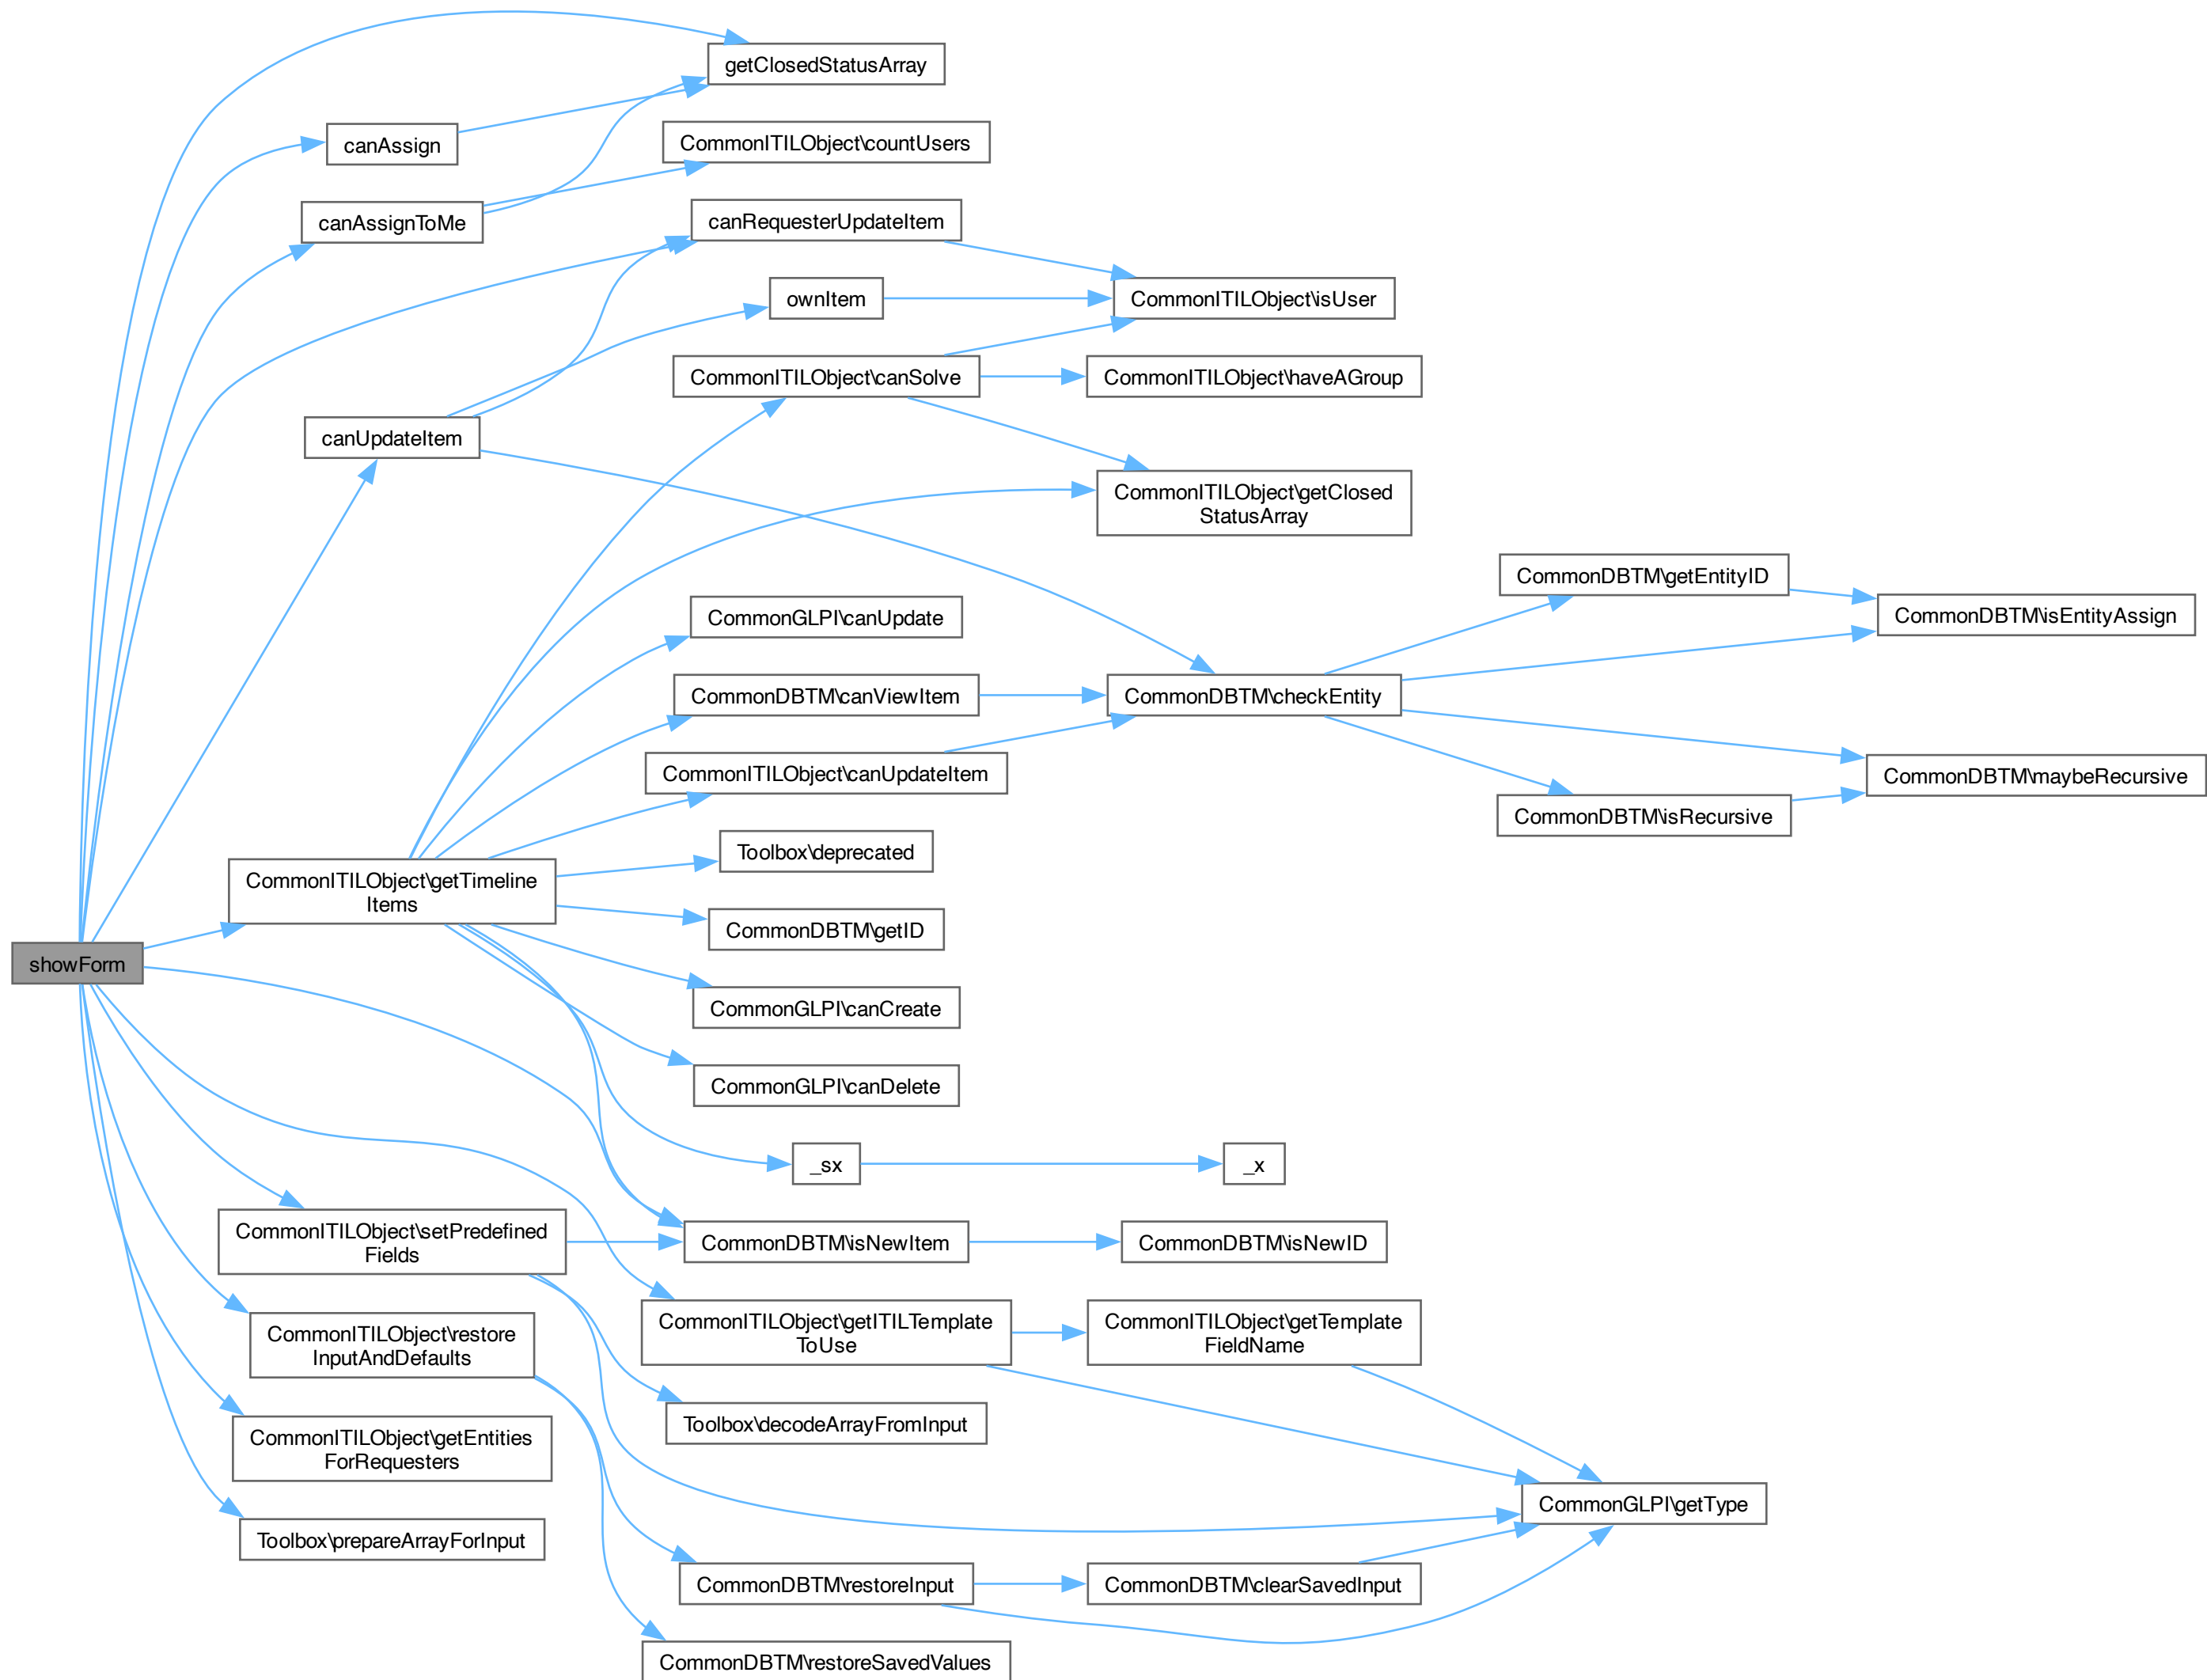 getClosedStatusArray
canAssign
CommonITILObject\countUsers
canAssignToMe
canRequesterUpdateItem
ownItem
CommonITILObject\isUser
CommonITILObject\canSolve
CommonITILObject\haveAGroup
canUpdateItem
CommonITILObject\getClosed
StatusArray
CommonDBTM\getEntityID
CommonDBTM\isEntityAssign
CommonGLPI\canUpdate
CommonDBTM\canViewItem
CommonDBTM\checkEntity
CommonITILObject\canUpdateItem
CommonDBTM\maybeRecursive
CommonDBTM\isRecursive
Toolbox\deprecated
CommonITILObject\getTimeline
Items
CommonDBTM\getID
showForm
CommonGLPI\canCreate
CommonGLPI\canDelete
_sx
_x
CommonITILObject\setPredefined
Fields
CommonDBTM\isNewItem
CommonDBTM\isNewID
CommonITILObject\restore
InputAndDefaults
CommonITILObject\getITILTemplate
ToUse
CommonITILObject\getTemplate
FieldName
Toolbox\decodeArrayFromInput
CommonITILObject\getEntities
ForRequesters
CommonGLPI\getType
Toolbox\prepareArrayForInput
CommonDBTM\restoreInput
CommonDBTM\clearSavedInput
CommonDBTM\restoreSavedValues